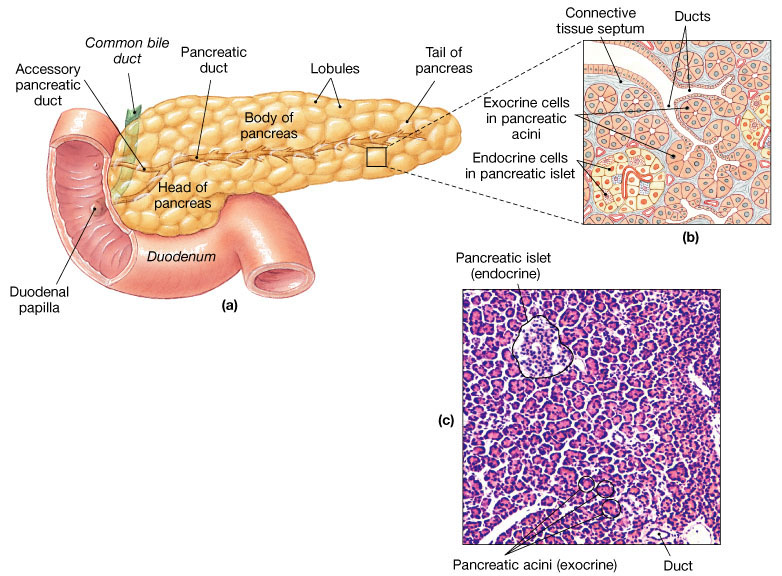 Common bile
duct
Accessory
pancreatic
duct
Pancreatic
duct
Lobules
Tail of
pancreas
Body of
pancreas
Head of
pancreas
Duodenum
Duodenal
papilla
(a)
Connective
tissue septum
Ducts
Exocrine cells
in pancreatic
acini
Endocrine cells
in pancreatic islet
(b)
Pancreatic islet
(endocrine)
(c)
Pancreatic acini (exocrine)
Duct